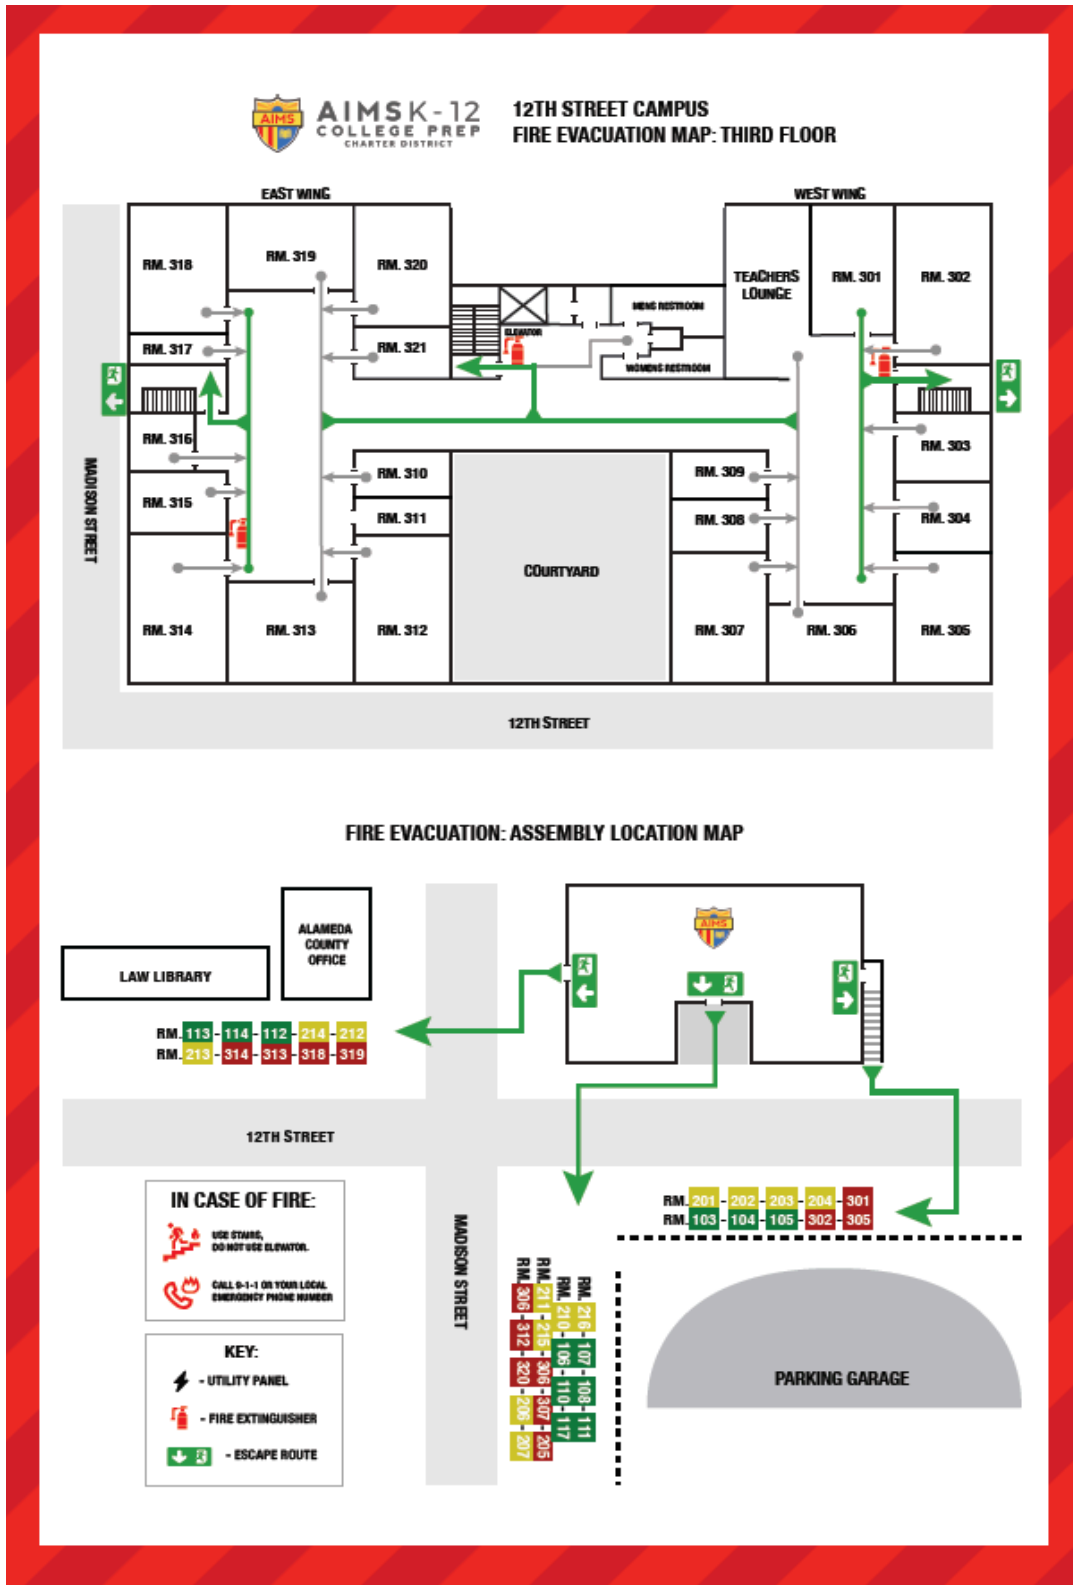 AIMS
AIMSK-12
COLLEGE PREP
CHARTER DISTRICT
12TH STREET CAMPUS
FIRE EVACUATION MAP: THIRD FLOOR
EAST WING
WEST WING
RM. 318
RM. 319
RM. 320
TEACHERS
LOUNGE
RM. 301
RM. 302
MENS RESTROOM
ELEVATOR
RM. 317
RM. 321
WOMENS RESTROOM
RM. 316
RM. 303
RM. 310
RM. 309
RM. 315
RM. 311
RM. 308
RM. 304
MADISON STREET
COURTYARD
RM. 314
RM. 313
RM. 312
RM. 307
RM. 306
RM. 305
12TH STREET
FIRE EVACUATION: ASSEMBLY LOCATION MAP
ALAMEDA
COUNTY
OFFICE
LAW LIBRARY
AIMS
RM. 113 - 114 - 112 - 214 - 212
RM. 213 - 314 - 313 - 318 - 319
12TH STREET
IN CASE OF FIRE:
USE STAIRS,
DO NOT USE ELEVATOR.
CALL 9-1-1 OR YOUR LOCAL
EMERGENCY PHONE NUMBER
MADISON STREET
RM. 201 - 202 - 203 - 204 - 301
RM. 103 - 104 - 105 - 302 - 305
RM. 216 - 107 - 108 - 111
RM. 210 - 106 - 110 - 117
RM. 211 - 215 - 306 - 307 - 205
RM. 306 - 312 - 320 - 206 - 207
PARKING GARAGE
KEY:
- UTILITY PANEL
- FIRE EXTINGUISHER
- ESCAPE ROUTE